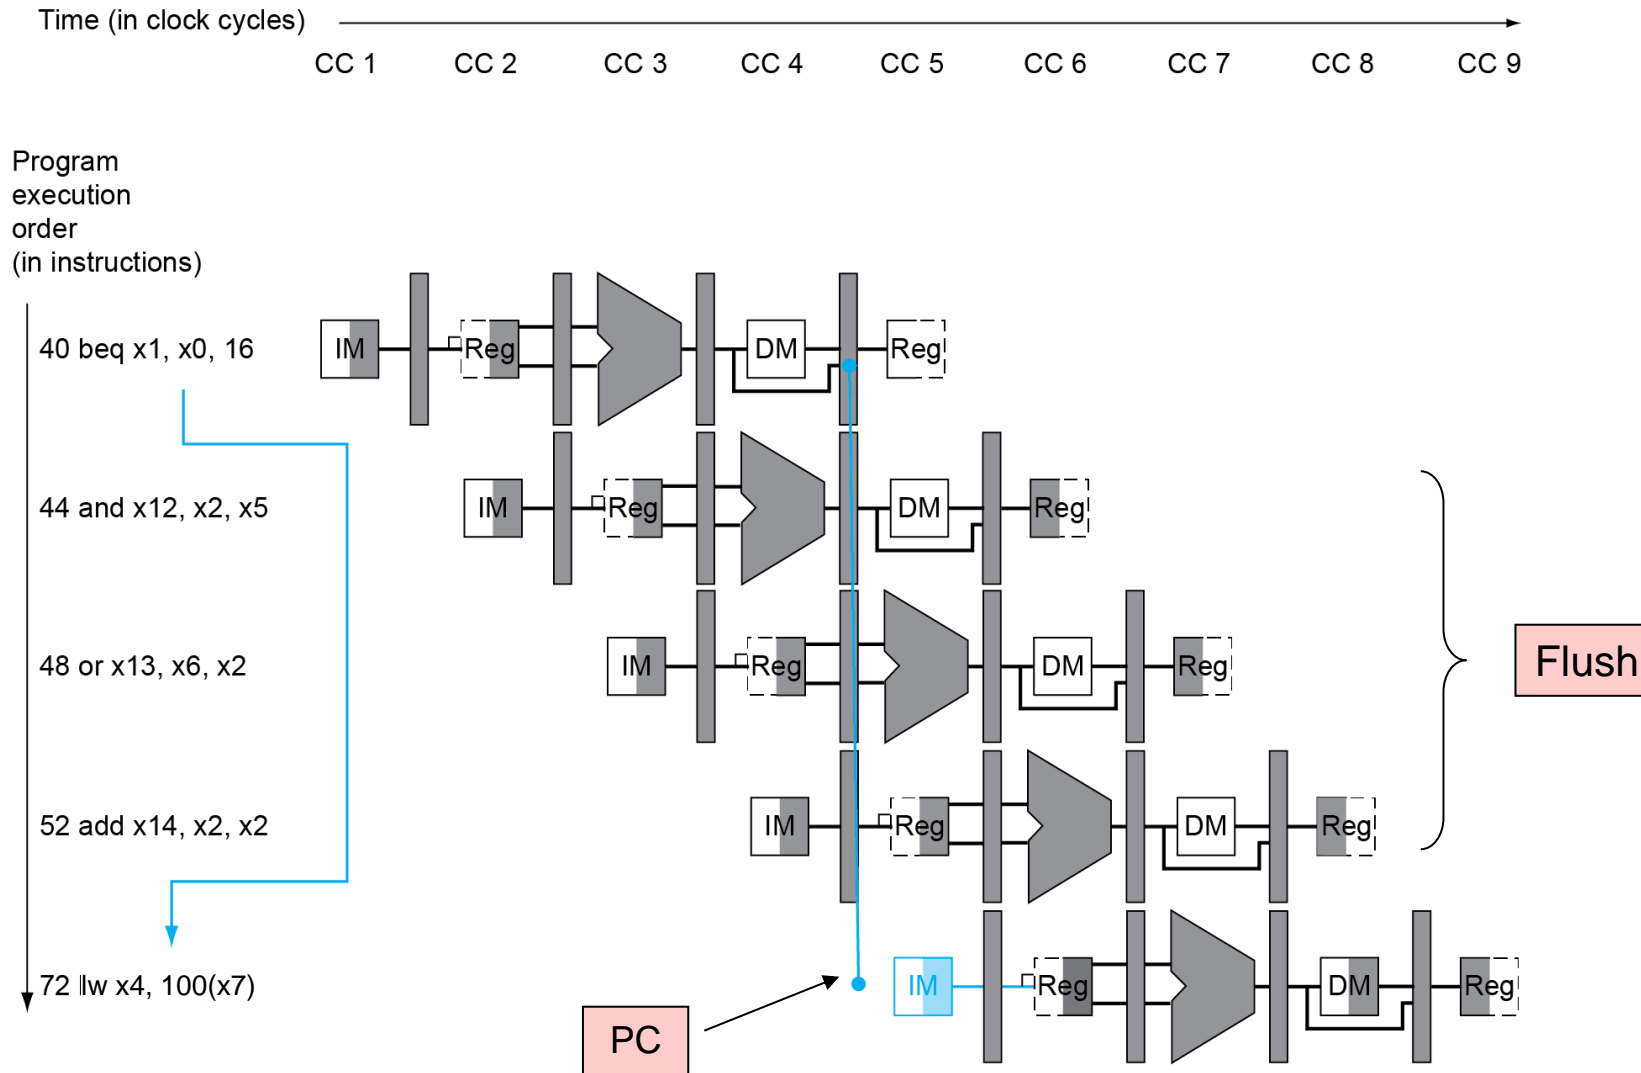 Time (in clock cycles)
CC 1 CC 2 CC 3 CC 4 CC 5 CC 6 CC 7 CC 8 CC 9
Program
execution
order
(in instructions)
40 beq x1, x0, 16
IM Reg DM Reg
44 and x12, x2, x5
IM Reg DM Reg
48 or x13, x6, x2
IM Reg DM Reg
Flush
52 add x14, x2, x2
IM Reg DM Reg
72 lw x4, 100(x7)
IM Reg DM Reg
PC